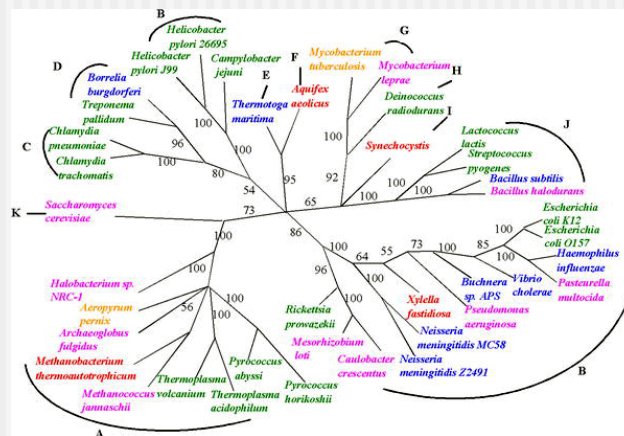 B
Helicobacter
pylori 26695
Helicobacter
pylori J99
Campylobacter
jejuni
D
Borrelia
burgdorferi
Treponema
pallidum
C
Chlamydia
pneumoniae
Chlamydia
trachomatis
E
Thermotoga
maritima
F
Aquifex
aeolicus
G
Mycobacterium
tuberculosis
Mycobacterium
leprae
H
Deinococcus
radiodurans
I
Synechocystis
J
Lactococcus
lactis
Streptococcus
pyogenes
Bacillus subtilis
Bacillus halodurans
100
100
96
100
80
54
95
100
92
100
100
100
65
K
Saccharomyces
cerevisiae
73
86
100
Escherichia
coli K12
Escherichia
coli O157
Haemophilus
influenzae
Pasteurella
multocida
Vibrio
cholerae
Buchnera
sp. APS
Pseudomonas
aeruginosa
Xylella
fastidiosa
Neisseria
meningitidis MC58
Neisseria
meningitidis Z2491
100
64
55
73
100
85
100
100
100
96
100
100
B
Rickettsia
prowazekii
Mesorhizobium
loti
Caulobacter
crescentus
Halobacterium sp.
NRC-1
Aeropyrum
pernix
Archaeoglobus
fulgidus
Methanobacterium
thermoautotrophicum
Methanococcus
jannaschii
Thermoplasma
volcanium
Thermoplasma
acidophilum
Pyrococcus
abyssi
Pyrococcus
horikoshii
100
56
100
100
100
A